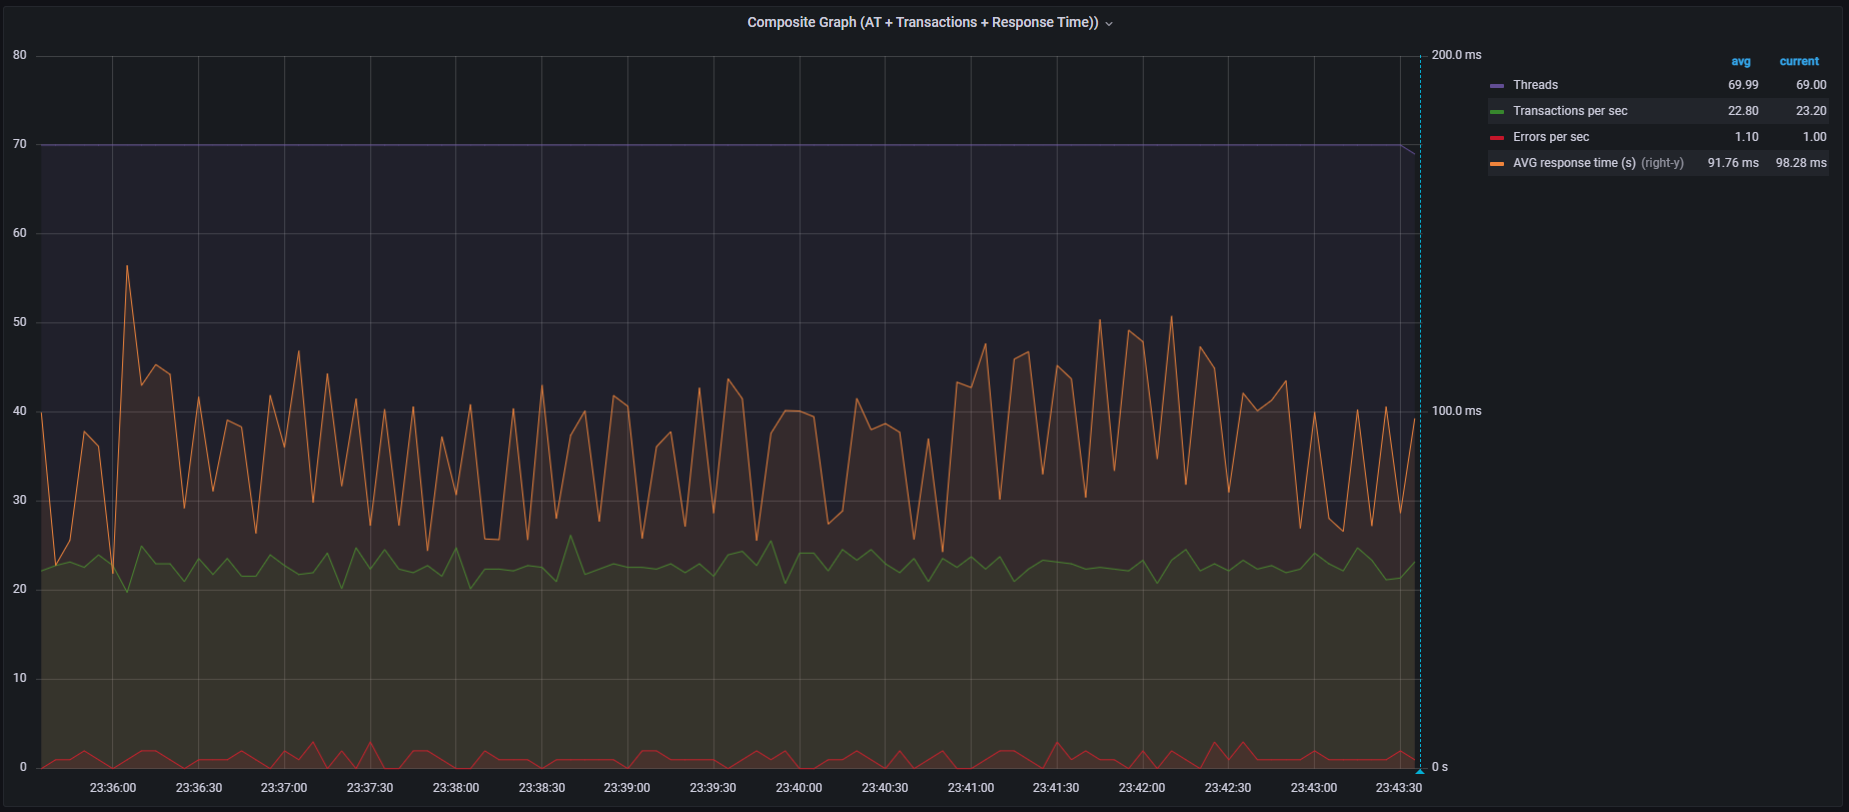 Composite Graph (AT + Transactions + Response Time))
80
70
60
50
40
30
20
10
0
200.0 ms
100.0 ms
0 s
23:36:00 23:36:30 23:37:00 23:37:30 23:38:00 23:38:30 23:39:00 23:39:30 23:40:00 23:40:30 23:41:00 23:41:30 23:42:00 23:42:30 23:43:00 23:43:30
avg current
Threads 69.99 69.00
Transactions per sec 22.80 23.20
Errors per sec 1.10 1.00
AVG response time (s) (right-y) 91.76 ms 98.28 ms